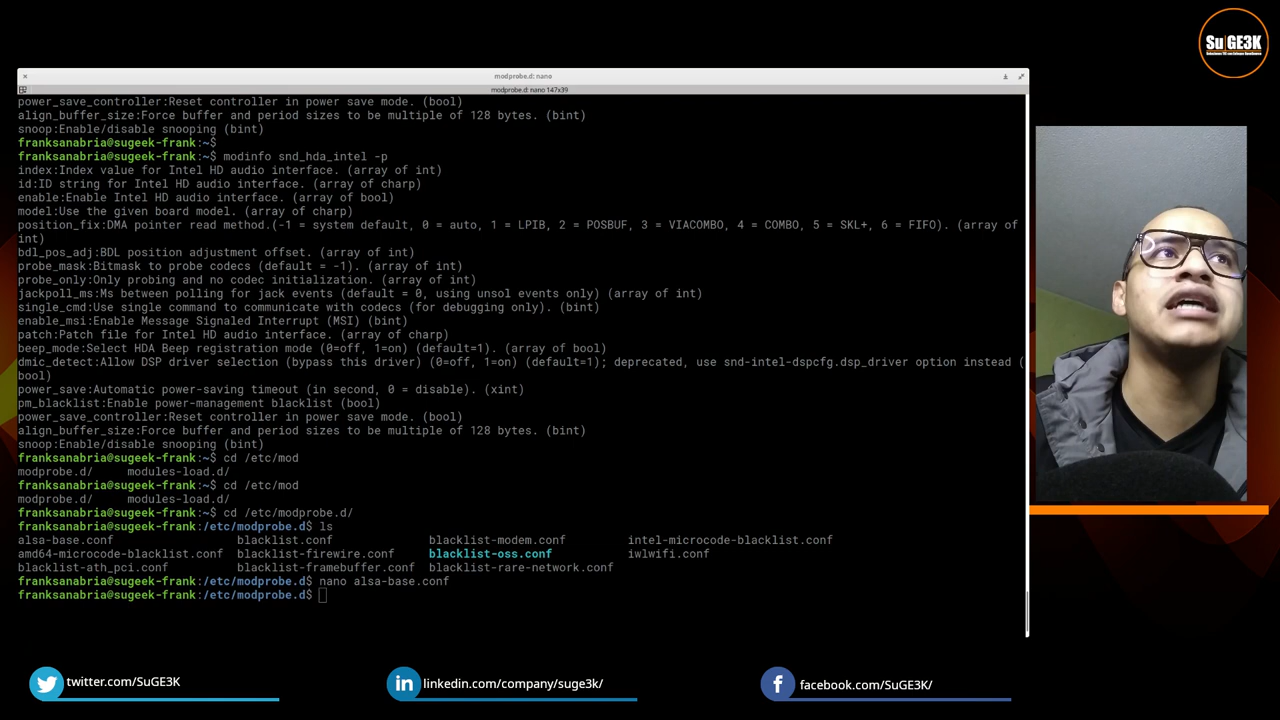 SuGE3K
modprobe.d: nano
modprobe.d: nano 147x39
power_save_controller:Reset controller in power save mode. (bool)
align_buffer_size:Force buffer and period sizes to be multiple of 128 bytes. (bint)
snoop:Enable/disable snooping (bint)
franksanabria@sugeek-frank:~$
franksanabria@sugeek-frank:~$ modinfo snd_hda_intel -p
index:Index value for Intel HD audio interface. (array of int)
id:ID string for Intel HD audio interface. (array of charp)
enable:Enable Intel HD audio interface. (array of bool)
model:Use the given board model. (array of charp)
position_fix:DMA pointer read method.(-1 = system default, 0 = auto, 1 = LPIB, 2 = POSBUF, 3 = VIACOMBO, 4 = COMBO, 5 = SKL+, 6 = FIFO). (array of
int)
bdl_pos_adj:BDL position adjustment offset. (array of int)
probe_mask:Bitmask to probe codecs (default = -1). (array of int)
probe_only:Only probing and no codec initialization. (array of int)
jackpoll_ms:Ms between polling for jack events (default = 0, using unsol events only) (array of int)
single_cmd:Use single command to communicate with codecs (for debugging only). (bint)
enable_msi:Enable Message Signaled Interrupt (MSI) (bint)
patch:Patch file for Intel HD audio interface. (array of charp)
beep_mode:Select HDA Beep registration mode (0=off, 1=on) (default=1). (array of bool)
dmic_detect:Allow DSP driver selection (bypass this driver) (0=off, 1=on) (default=1); deprecated, use snd-intel-dspcfg.dsp_driver option instead (
bool)
power_save:Automatic power-saving timeout (in second, 0 = disable). (xint)
pm_blacklist:Enable power-management blacklist (bool)
power_save_controller:Reset controller in power save mode. (bool)
align_buffer_size:Force buffer and period sizes to be multiple of 128 bytes. (bint)
snoop:Enable/disable snooping (bint)
franksanabria@sugeek-frank:~$ cd /etc/mod
modprobe.d/ modules-load.d/
franksanabria@sugeek-frank:~$ cd /etc/mod
modprobe.d/ modules-load.d/
franksanabria@sugeek-frank:~$ cd /etc/modprobe.d/
franksanabria@sugeek-frank:/etc/modprobe.d$ ls
alsa-base.conf blacklist.conf blacklist-modem.conf intel-microcode-blacklist.conf
amd64-microcode-blacklist.conf blacklist-firewire.conf blacklist-oss.conf iwlwifi.conf
blacklist-ath_pci.conf blacklist-framebuffer.conf blacklist-rare-network.conf
franksanabria@sugeek-frank:/etc/modprobe.d$ nano alsa-base.conf
franksanabria@sugeek-frank:/etc/modprobe.d$
twitter.com/SuGE3K
in linkedin.com/company/suge3k/
f facebook.com/SuGE3K/